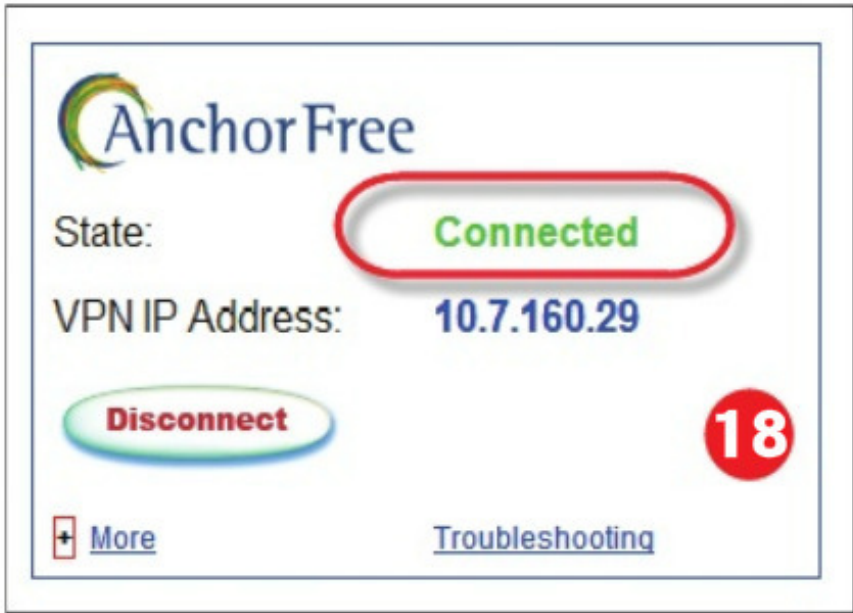 AnchorFree
State: Connected
VPN IP Address: 10.7.160.29
Disconnect
18
+ More Troubleshooting